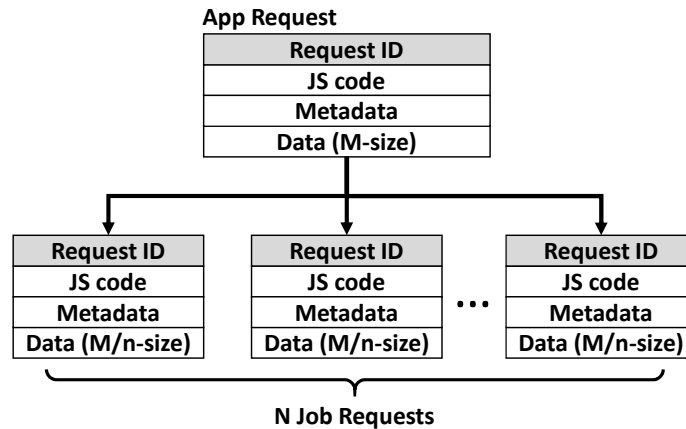 App Request
Request ID
JS code
Metadata
Data (M-size)
Request ID
JS code
Metadata
Data (M/n-size)
Request ID
JS code
Metadata
Data (M/n-size)
...
Request ID
JS code
Metadata
Data (M/n-size)
N Job Requests